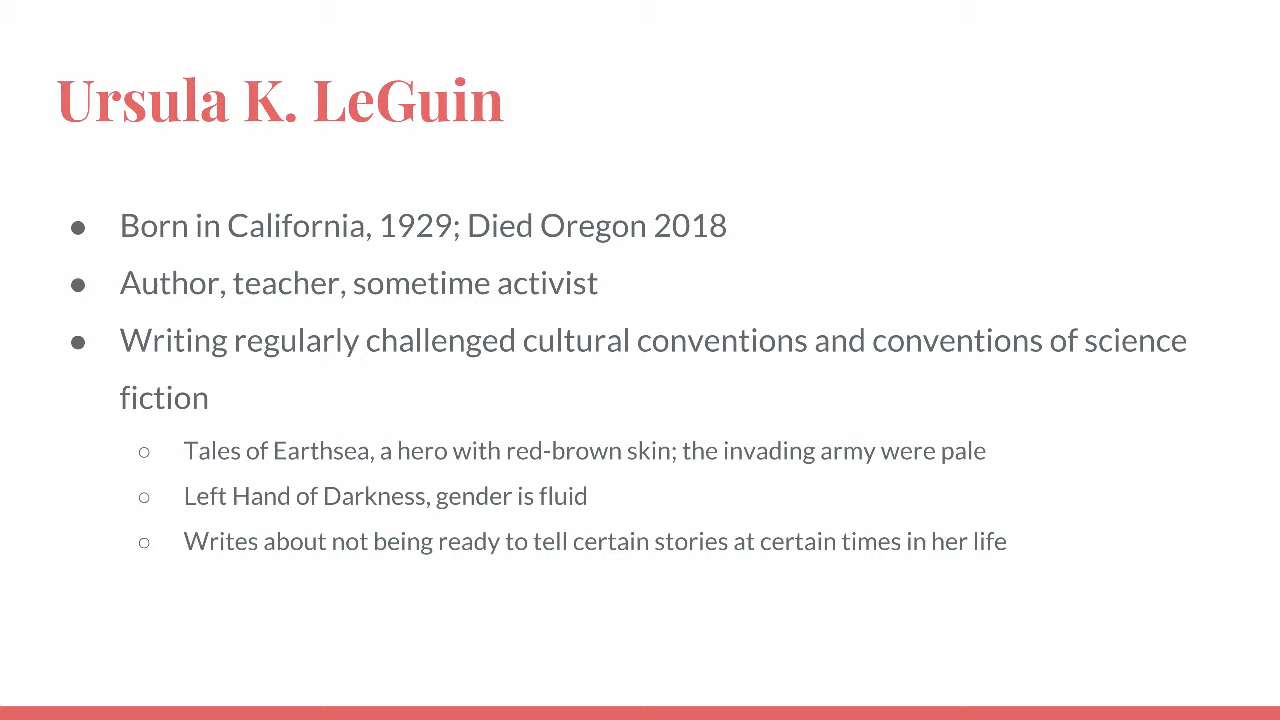 Ursula K. LeGuin
● Born in California, 1929; Died Oregon 2018
● Author, teacher, sometime activist
● Writing regularly challenged cultural conventions and conventions of science
fiction
○ Tales of Earthsea, a hero with red-brown skin; the invading army were pale
○ Left Hand of Darkness, gender is fluid
○ Writes about not being ready to tell certain stories at certain times in her life